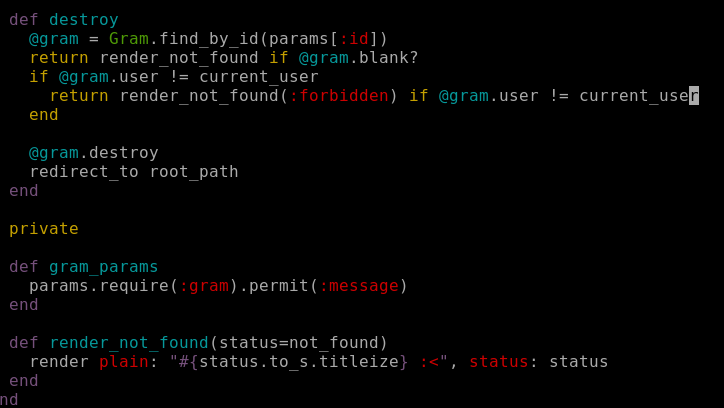 def destroy
  @gram = Gram.find_by_id(params[:id])
  return render_not_found if @gram.blank?
  if @gram.user != current_user
    return render_not_found(:forbidden) if @gram.user != current_user
  end

  @gram.destroy
  redirect_to root_path
end

private

def gram_params
  params.require(:gram).permit(:message)
end

def render_not_found(status=not_found)
  render plain: "#{status.to_s.titleize} :<", status: status
end
nd